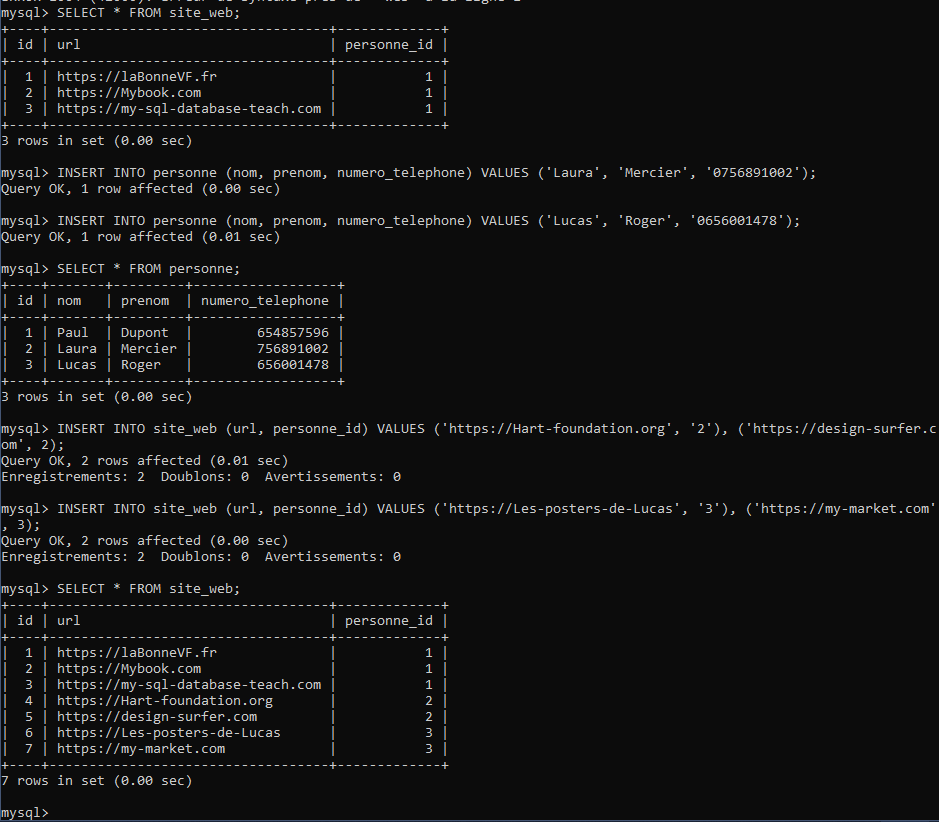 mysql> SELECT * FROM site_web;
+----+-----------------------------------+-------------+
| id | url                               | personne_id |
+----+-----------------------------------+-------------+
|  1 | https://laBonneVF.fr              |           1 |
|  2 | https://Mybook.com                |           1 |
|  3 | https://my-sql-database-teach.com |           1 |
+----+-----------------------------------+-------------+
3 rows in set (0.00 sec)
mysql> INSERT INTO personne (nom, prenom, numero_telephone) VALUES ('Laura', 'Mercier', '0756891002');
Query OK, 1 row affected (0.00 sec)
mysql> INSERT INTO personne (nom, prenom, numero_telephone) VALUES ('Lucas', 'Roger', '0656001478');
Query OK, 1 row affected (0.01 sec)
mysql> SELECT * FROM personne;
+----+-------+---------+------------------+
| id | nom   | prenom  | numero_telephone |
+----+-------+---------+------------------+
|  1 | Paul  | Dupont  |        654857596 |
|  2 | Laura | Mercier |        756891002 |
|  3 | Lucas | Roger   |        656001478 |
+----+-------+---------+------------------+
3 rows in set (0.00 sec)
mysql> INSERT INTO site_web (url, personne_id) VALUES ('https://Hart-foundation.org', '2'), ('https://design-surfer.c
om', 2);
Query OK, 2 rows affected (0.01 sec)
Enregistrements: 2  Doublons: 0  Avertissements: 0
mysql> INSERT INTO site_web (url, personne_id) VALUES ('https://Les-posters-de-Lucas', '3'), ('https://my-market.com'
, 3);
Query OK, 2 rows affected (0.00 sec)
Enregistrements: 2  Doublons: 0  Avertissements: 0
mysql> SELECT * FROM site_web;
+----+-----------------------------------+-------------+
| id | url                               | personne_id |
+----+-----------------------------------+-------------+
|  1 | https://laBonneVF.fr              |           1 |
|  2 | https://Mybook.com                |           1 |
|  3 | https://my-sql-database-teach.com |           1 |
|  4 | https://Hart-foundation.org       |           2 |
|  5 | https://design-surfer.com         |           2 |
|  6 | https://Les-posters-de-Lucas      |           3 |
|  7 | https://my-market.com             |           3 |
+----+-----------------------------------+-------------+
7 rows in set (0.00 sec)
mysql>